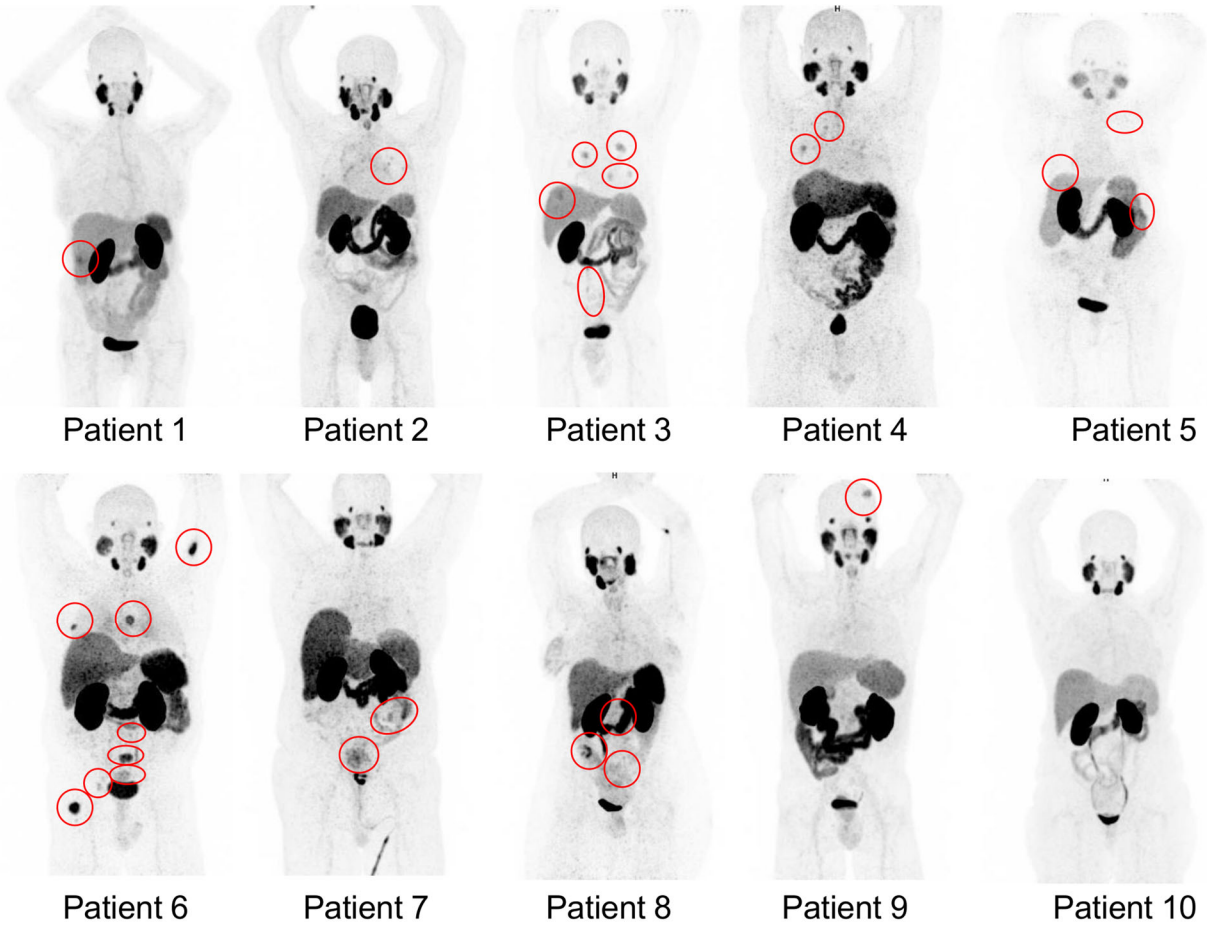 H
Patient 1
Patient 2
Patient 3
Patient 4
Patient 5
H
H
Patient 6
Patient 7
Patient 8
Patient 9
Patient 10